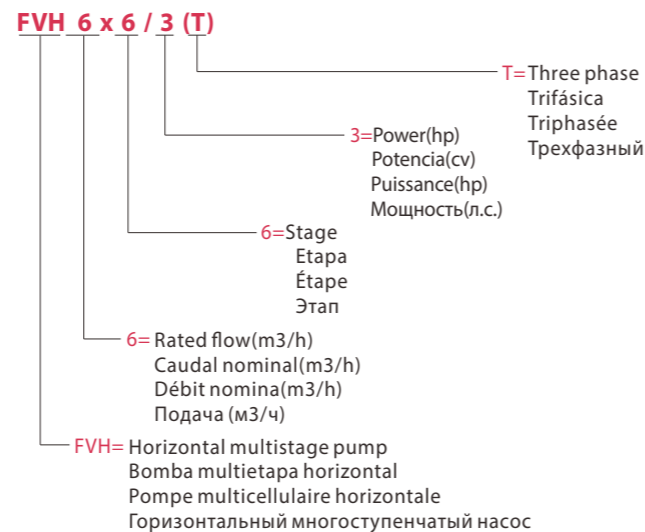 FVH 6 x 6 / 3 (T)
T=Three phase
Trifásica
Triphasée
Трехфазный
3=Power(hp)
Potencia(cv)
Puissance(hp)
Мощность(л.с.)
6=Stage
Etapa
Étape
Этап
6= Rated flow(m3/h)
Caudal nominal(m3/h)
Débit nomina(m3/h)
Подача (м3/ч)
FVH= Horizontal multistage pump
Bomba multietapa horizontal
Pompe multicellulaire horizontale
Горизонтальный многоступенчатый насос